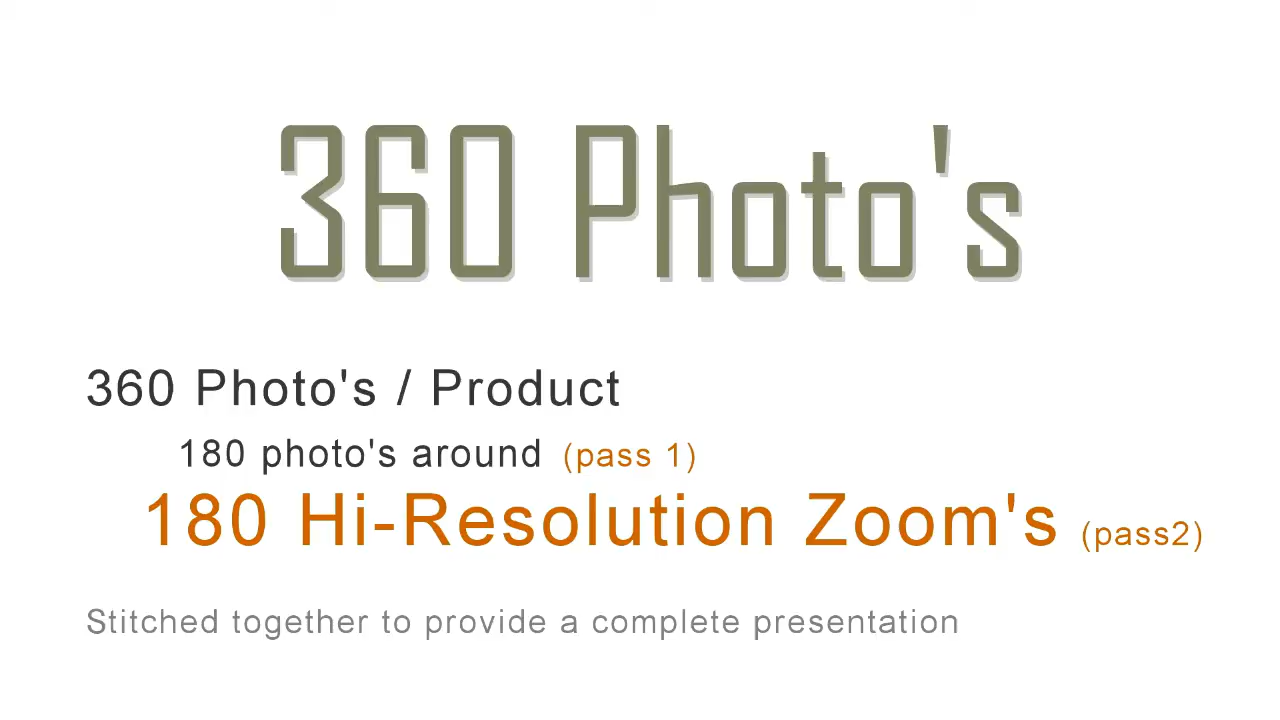 360 Photo's
360 Photo's / Product
180 photo's around (pass 1)
180 Hi-Resolution Zoom's (pass2)
Stitched together to provide a complete presentation